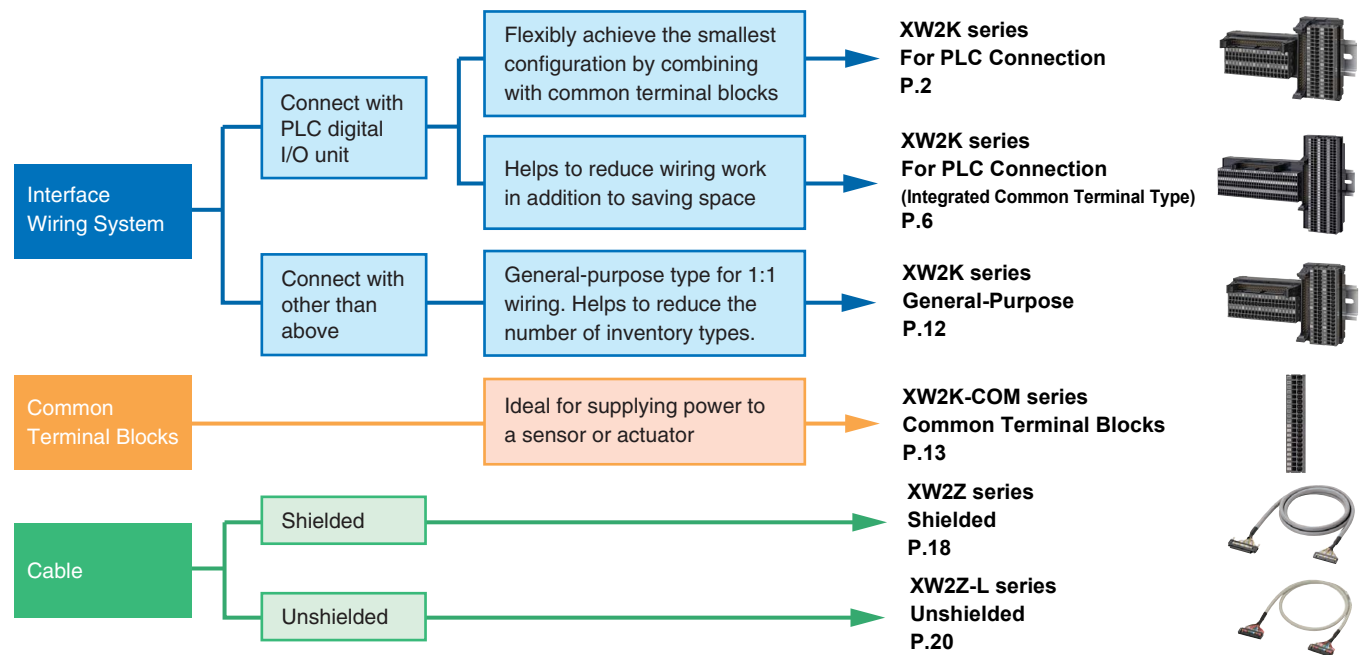 Interface
Wiring System
Connect with
PLC digital
I/O unit
Flexibly achieve the smallest
configuration by combining
with common terminal blocks
XW2K series
For PLC Connection
P.2
Helps to reduce wiring work
in addition to saving space
XW2K series
For PLC Connection
(Integrated Common Terminal Type)
P.6
Connect with
other than
above
General-purpose type for 1:1
wiring. Helps to reduce the
number of inventory types.
XW2K series
General-Purpose
P.12
Common
Terminal Blocks
Ideal for supplying power to
a sensor or actuator
XW2K-COM series
Common Terminal Blocks
P.13
Cable
Shielded
XW2Z series
Shielded
P.18
Unshielded
XW2Z-L series
Unshielded
P.20